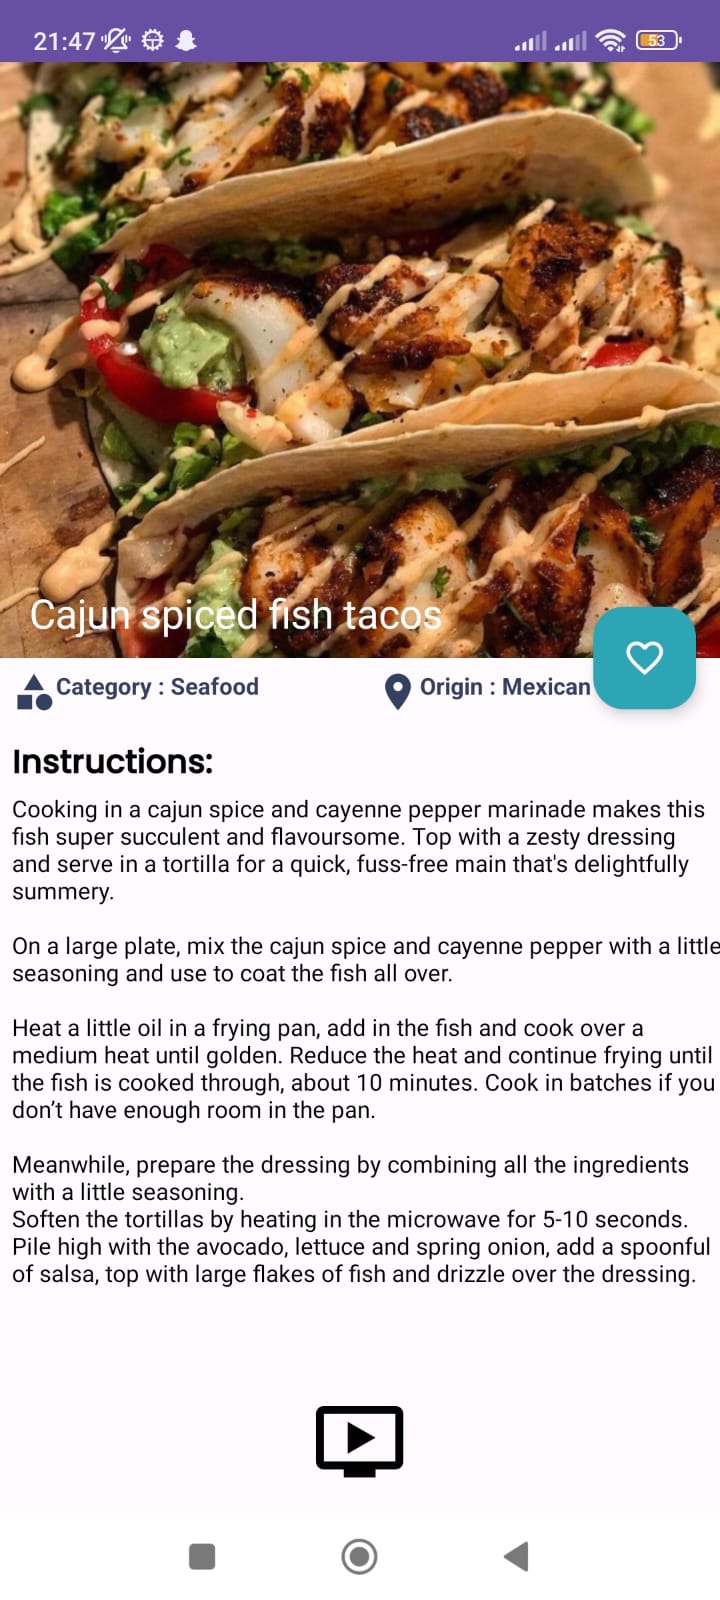 21:47
53
Cajun spiced fish tacos
Category : Seafood
Origin : Mexican
Instructions:
Cooking in a cajun spice and cayenne pepper marinade makes this
fish super succulent and flavoursome. Top with a zesty dressing
and serve in a tortilla for a quick, fuss-free main that's delightfully
summery.
On a large plate, mix the cajun spice and cayenne pepper with a little
seasoning and use to coat the fish all over.
Heat a little oil in a frying pan, add in the fish and cook over a
medium heat until golden. Reduce the heat and continue frying until
the fish is cooked through, about 10 minutes. Cook in batches if you
don’t have enough room in the pan.
Meanwhile, prepare the dressing by combining all the ingredients
with a little seasoning.
Soften the tortillas by heating in the microwave for 5-10 seconds.
Pile high with the avocado, lettuce and spring onion, add a spoonful
of salsa, top with large flakes of fish and drizzle over the dressing.